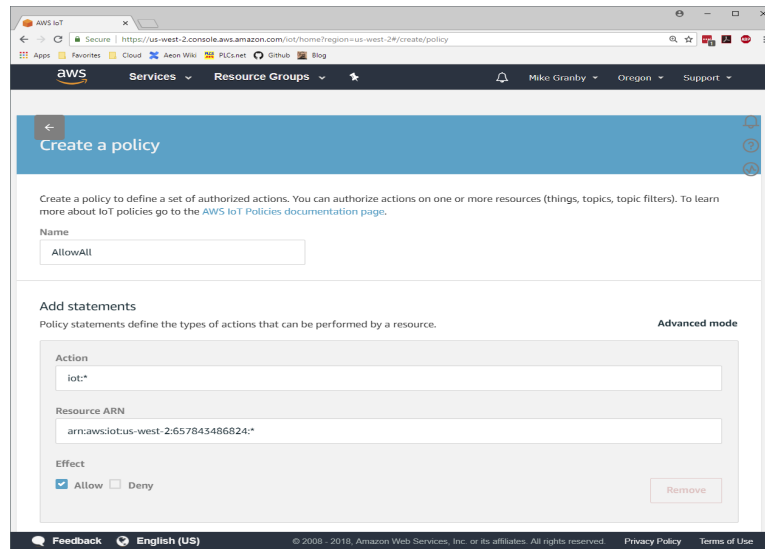 AWS IoT
Secure | https://us-west-2.console.aws.amazon.com/iot/home?region=us-west-2#/create/policy
Apps Favorites Cloud Aeon Wiki PLCs.net Github Blog
aws Services Resource Groups Mike Granby Oregon Support
Create a policy
Create a policy to define a set of authorized actions. You can authorize actions on one or more resources (things, topics, topic filters). To learn
more about IoT policies go to the AWS IoT Policies documentation page.
Name
AllowAll
Add statements
Policy statements define the types of actions that can be performed by a resource. Advanced mode
Action
iot:*
Resource ARN
arn:aws:iot:us-west-2:657843486824:*
Effect
Allow Deny Remove
Feedback English (US) © 2008 - 2018, Amazon Web Services, Inc. or its affiliates. All rights reserved. Privacy Policy Terms of Use